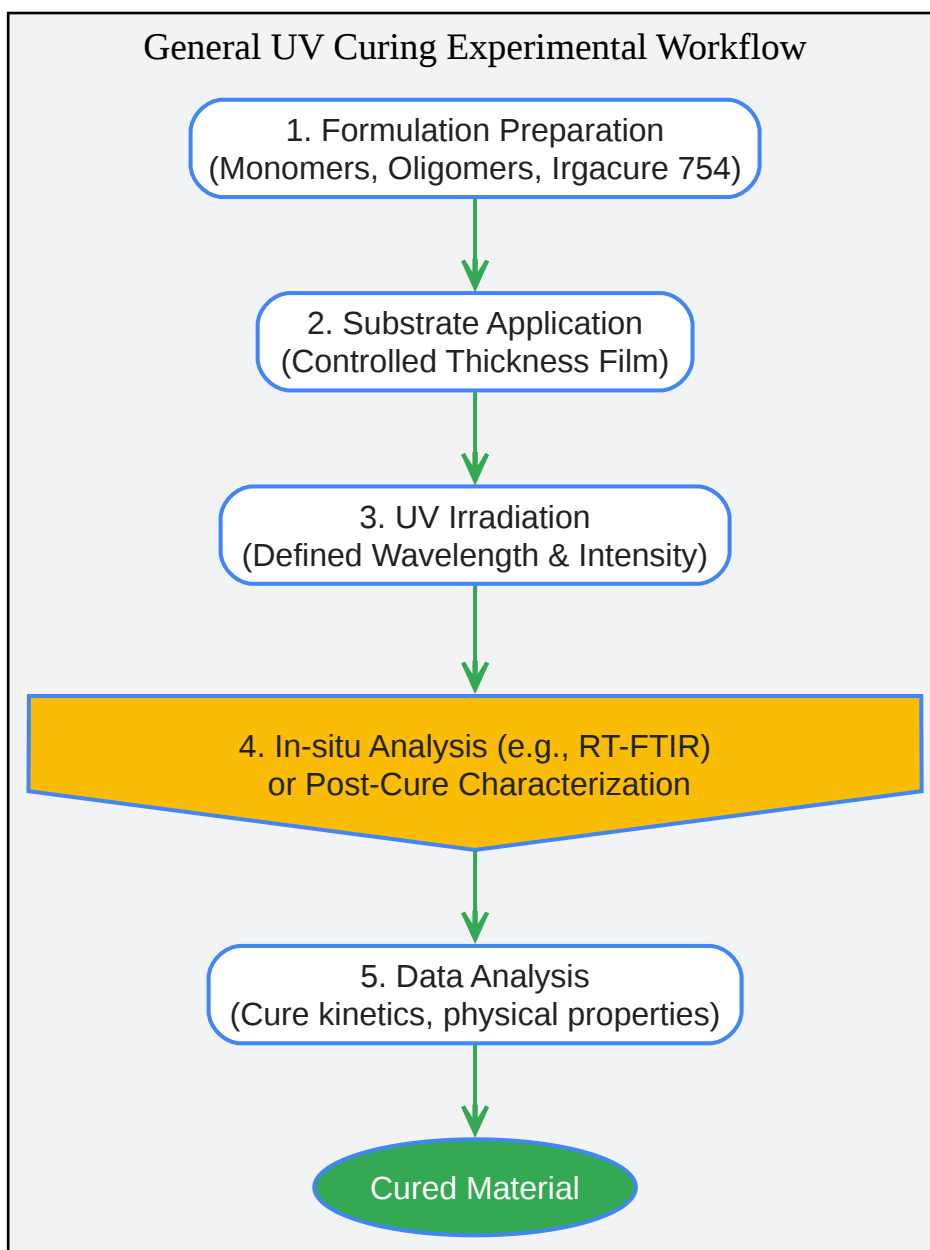 General UV Curing Experimental Workflow
1. Formulation Preparation
(Monomers, Oligomers, Irgacure 754)
2. Substrate Application
(Controlled Thickness Film)
3. UV Irradiation
(Defined Wavelength & Intensity)
4. In-situ Analysis (e.g., RT-FTIR)
or Post-Cure Characterization
5. Data Analysis
(Cure kinetics, physical properties)
Cured Material